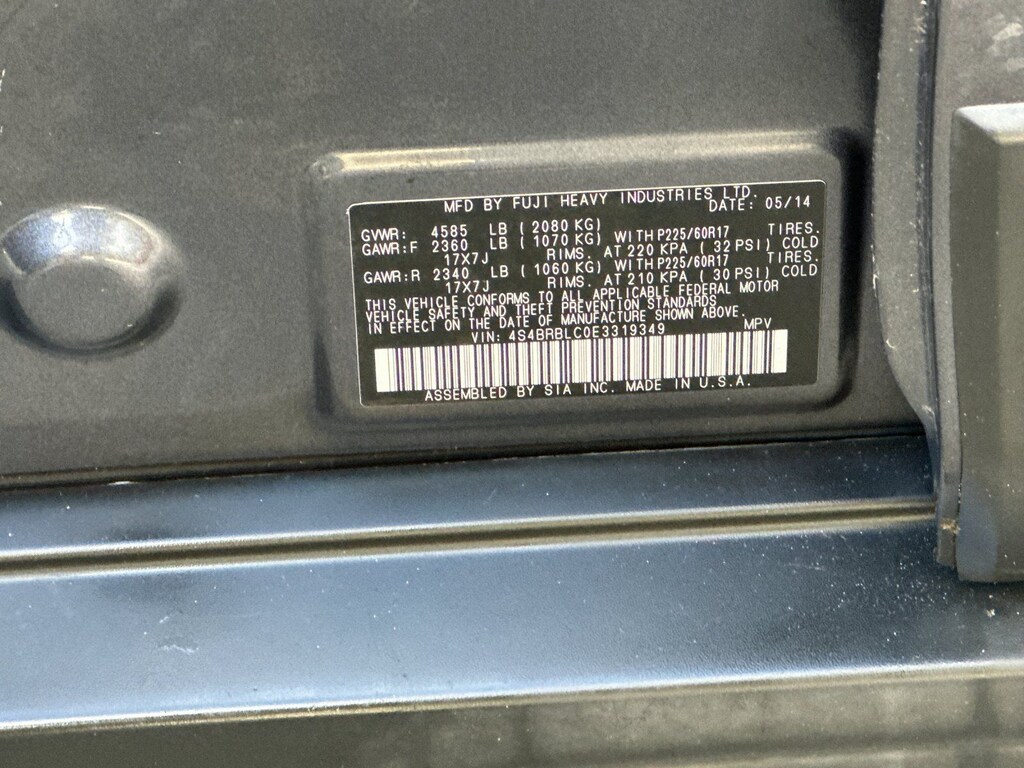 MFD BY FUJI HEAVY INDUSTRIES LTD.
DATE: 05/14
GVWR: 4585 LB ( 2080 KG)
GAWR:F 2360 LB ( 1070 KG) WITH P225/60R17 TIRES.
17X7J RIMS. AT 220 KPA ( 32 PSI) COLD
GAWR:R 2340 LB ( 1060 KG) WITH P225/60R17 TIRES.
17X7J RIMS. AT 210 KPA ( 30 PSI) COLD
THIS VEHICLE CONFORMS TO ALL APPLICABLE FEDERAL MOTOR
VEHICLE SAFETY AND THEFT PREVENTION STANDARDS
IN EFFECT ON THE DATE OF MANUFACTURE SHOWN ABOVE.
VIN: 4S4BRBLC0E3319349 MPV
ASSEMBLED BY SIA INC. MADE IN U.S.A.